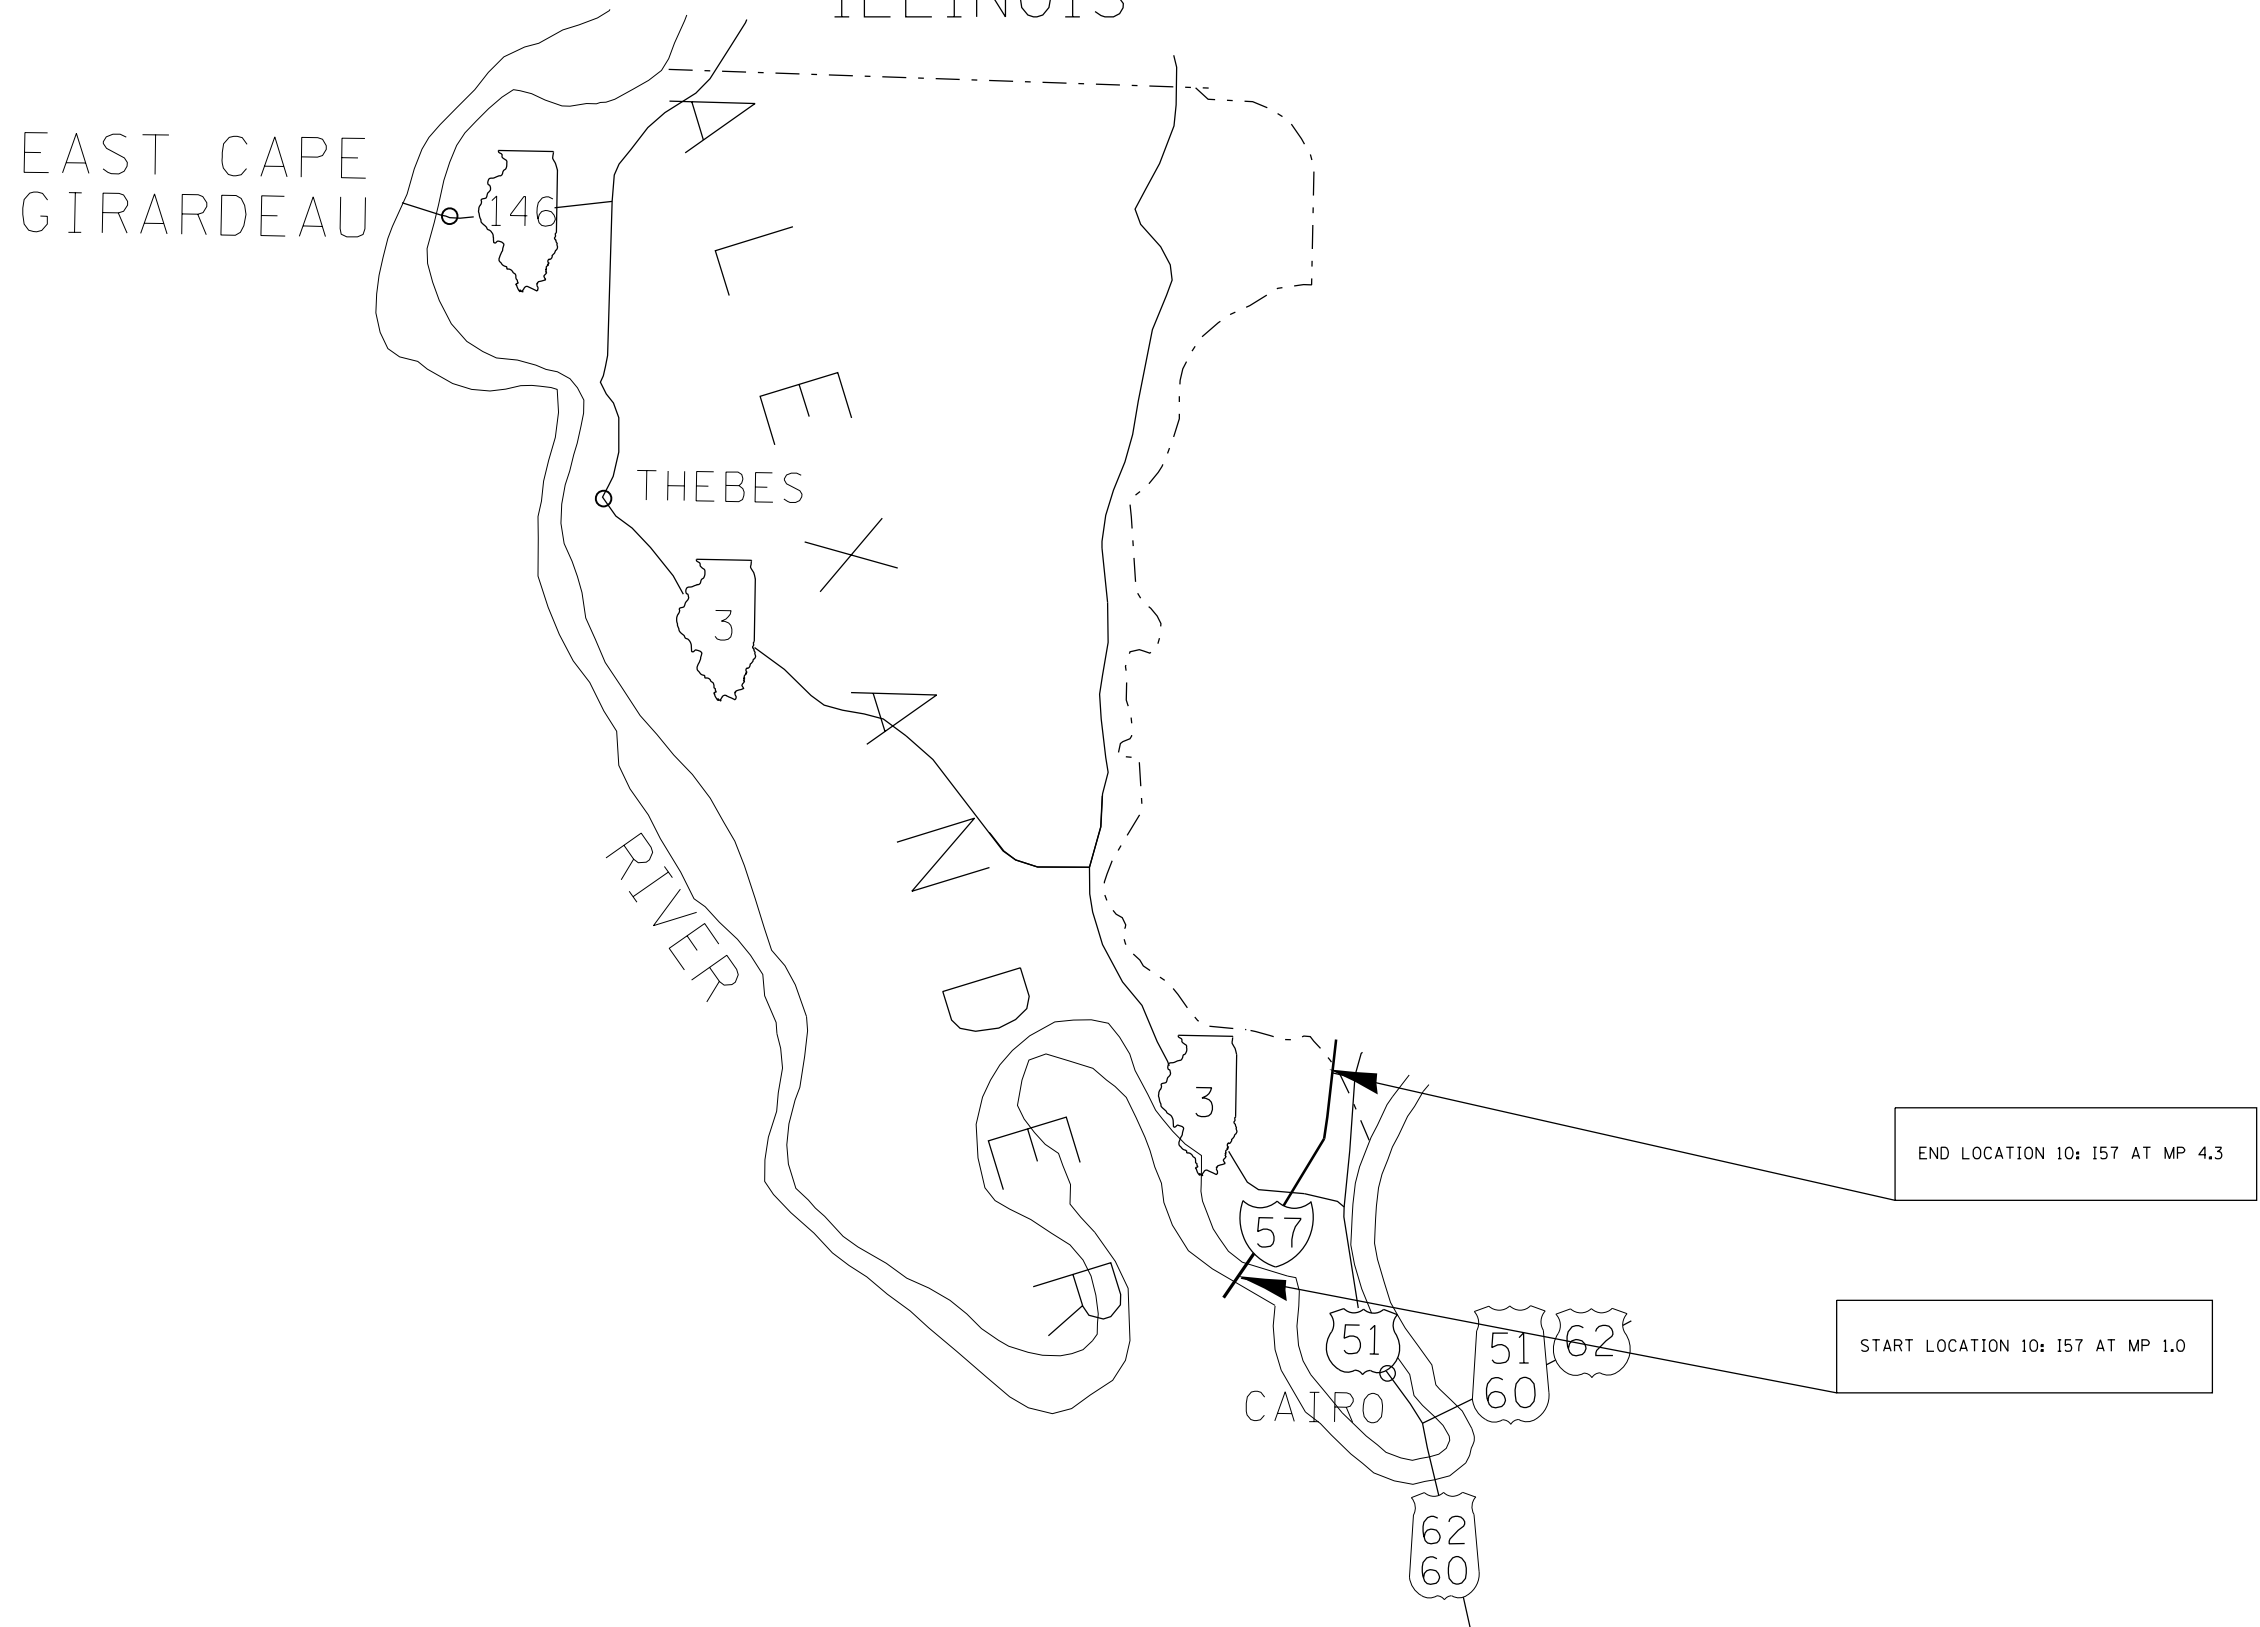 ILLINOIS
EAST CAPE
GIRARDEAU
146
THEBES
3
ALEXANDER
RIVER
3
57
END LOCATION 10: I57 AT MP 4.3
START LOCATION 10: I57 AT MP 1.0
51
51
60
62
CAIRO
62
60